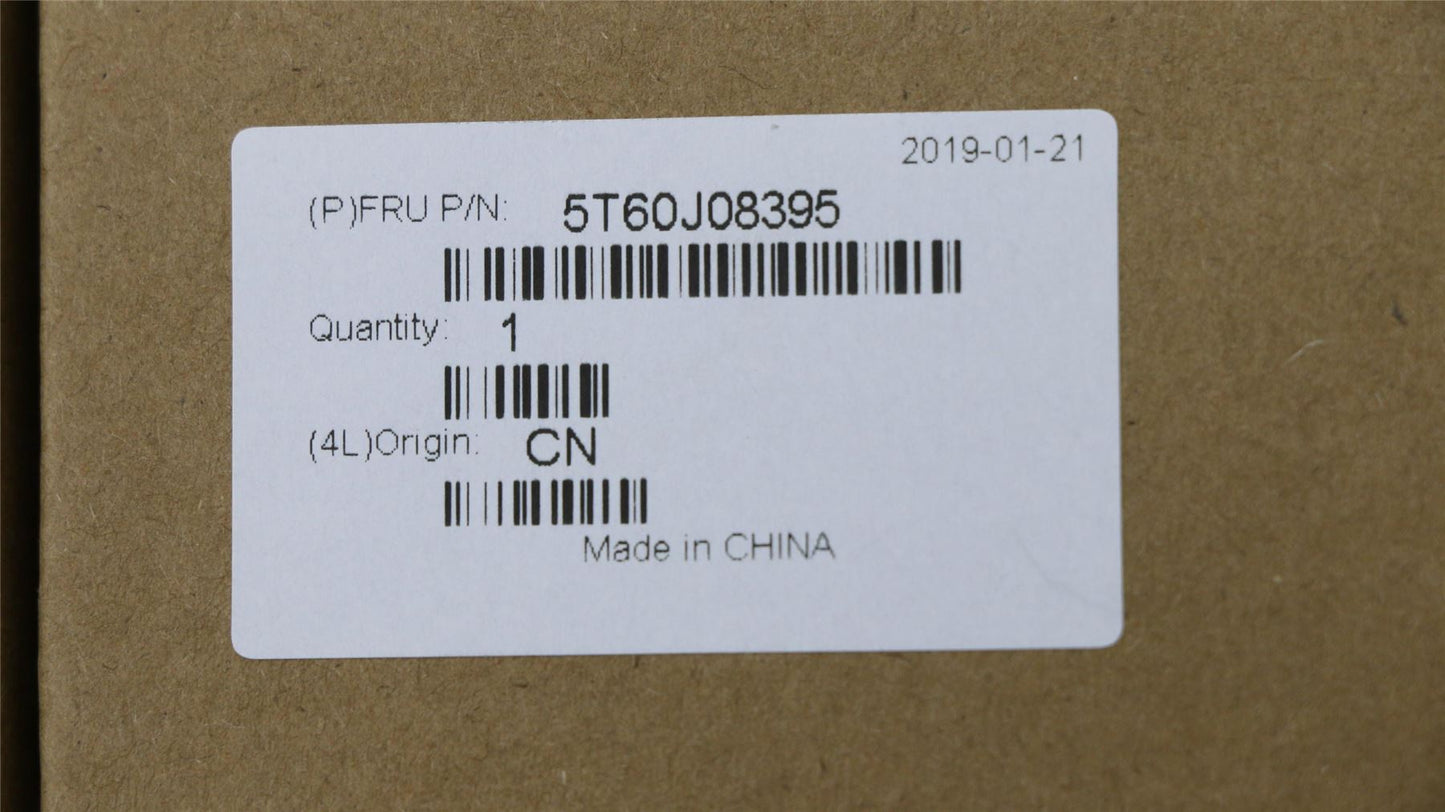 2019-01-21
(P)FRU P/N: 5T60J08395
Quantity: 1
(4L)Origin: CN
Made in CHINA